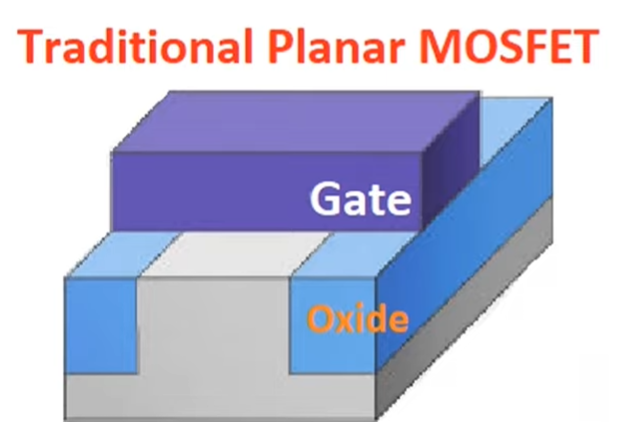 Traditional Planar MOSFET
Gate
Oxide